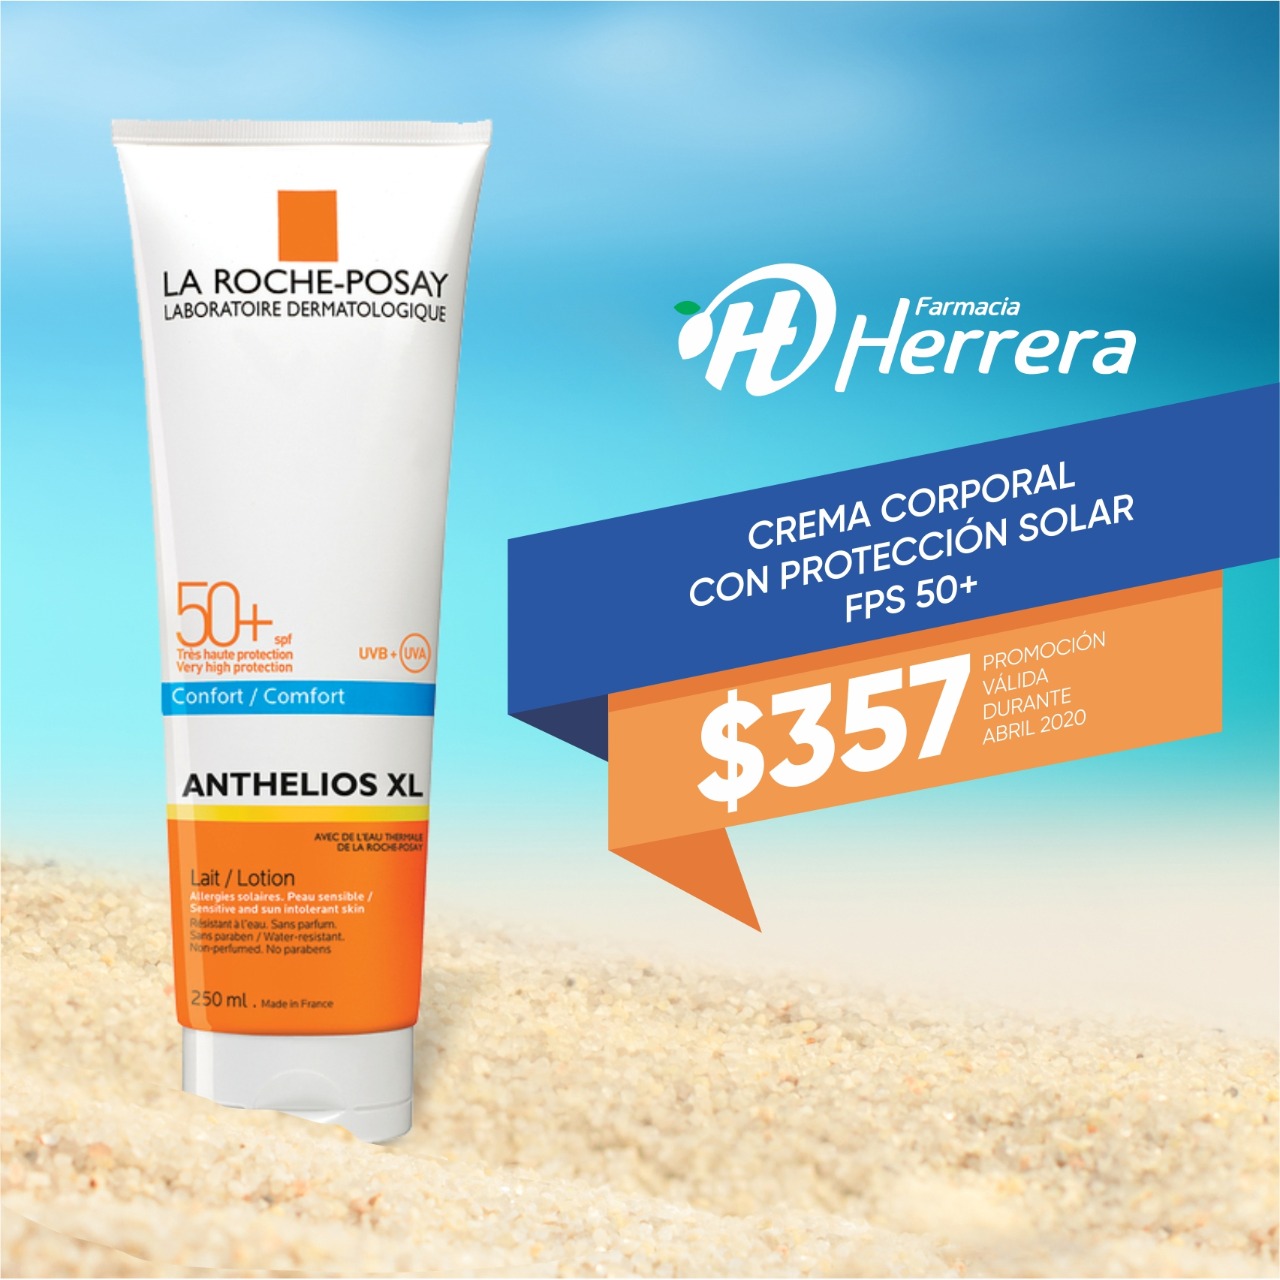 LA ROCHE-POSAY
LABORATOIRE DERMATOLOGIQUE
50+ spf
Très haute protection
Very high protection
UVB + UVA
Confort / Comfort
ANTHELIOS XL
AVEC DE L'EAU THERMALE
DE LA ROCHE-POSAY
Lait / Lotion
Allergies solaires. Peau sensible /
Sensitive and sun intolerant skin
Résistant à l'eau. Sans parfum.
Sans paraben / Water-resistant.
Non-perfumed. No parabens
250 ml . Made in France
H
Farmacia
Herrera
CREMA CORPORAL
CON PROTECCIÓN SOLAR
FPS 50+
$357
PROMOCIÓN
VÁLIDA
DURANTE
ABRIL 2020